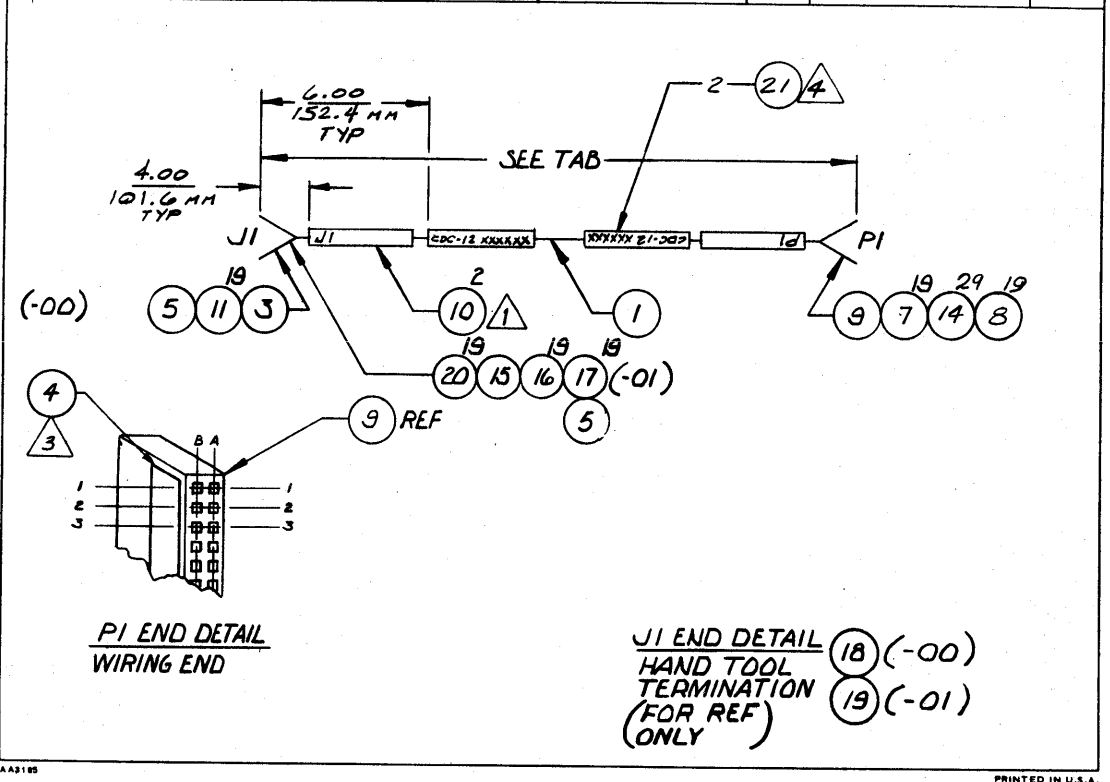 2 21 4
6.00
152.4 MM
TYP
SEE TAB
4.00
101.6 MM
TYP
J1 J1 CDC-12 XXXXXX CDC-12 XXXXXX P1 P1
19 2 19 29 19
(-00) 5 11 3 10 1 1 9 7 14 8
19 19 19
20 15 16 17 (-01)
5
4 9 REF
3
B A
1 1
2 2
3 3
P1 END DETAIL
WIRING END
J1 END DETAIL 18 (-00)
HAND TOOL
TERMINATION 19 (-01)
(FOR REF)
ONLY
AA3185
PRINTED IN U.S.A.